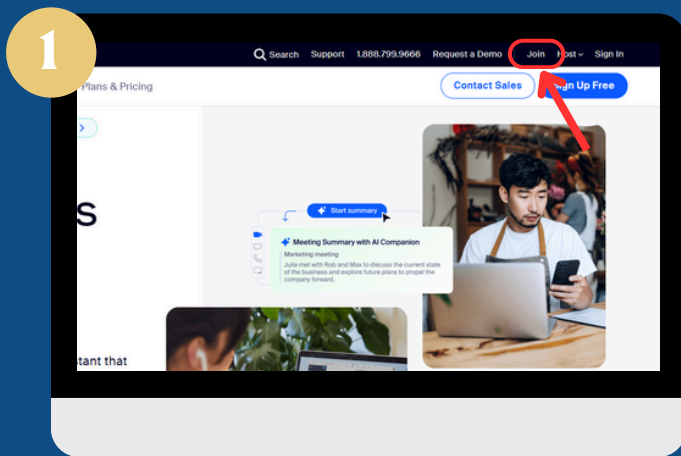 1
Search Support 1.888.799.9666 Request a Demo Join Host Sign In
Plans & Pricing Contact Sales Sign Up Free
S
Start summary
Meeting Summary with AI Companion
Marketing meeting
Julia met with Rob and Max to discuss the current state
of the business and explore future plans to propel the
company forward.
stant that